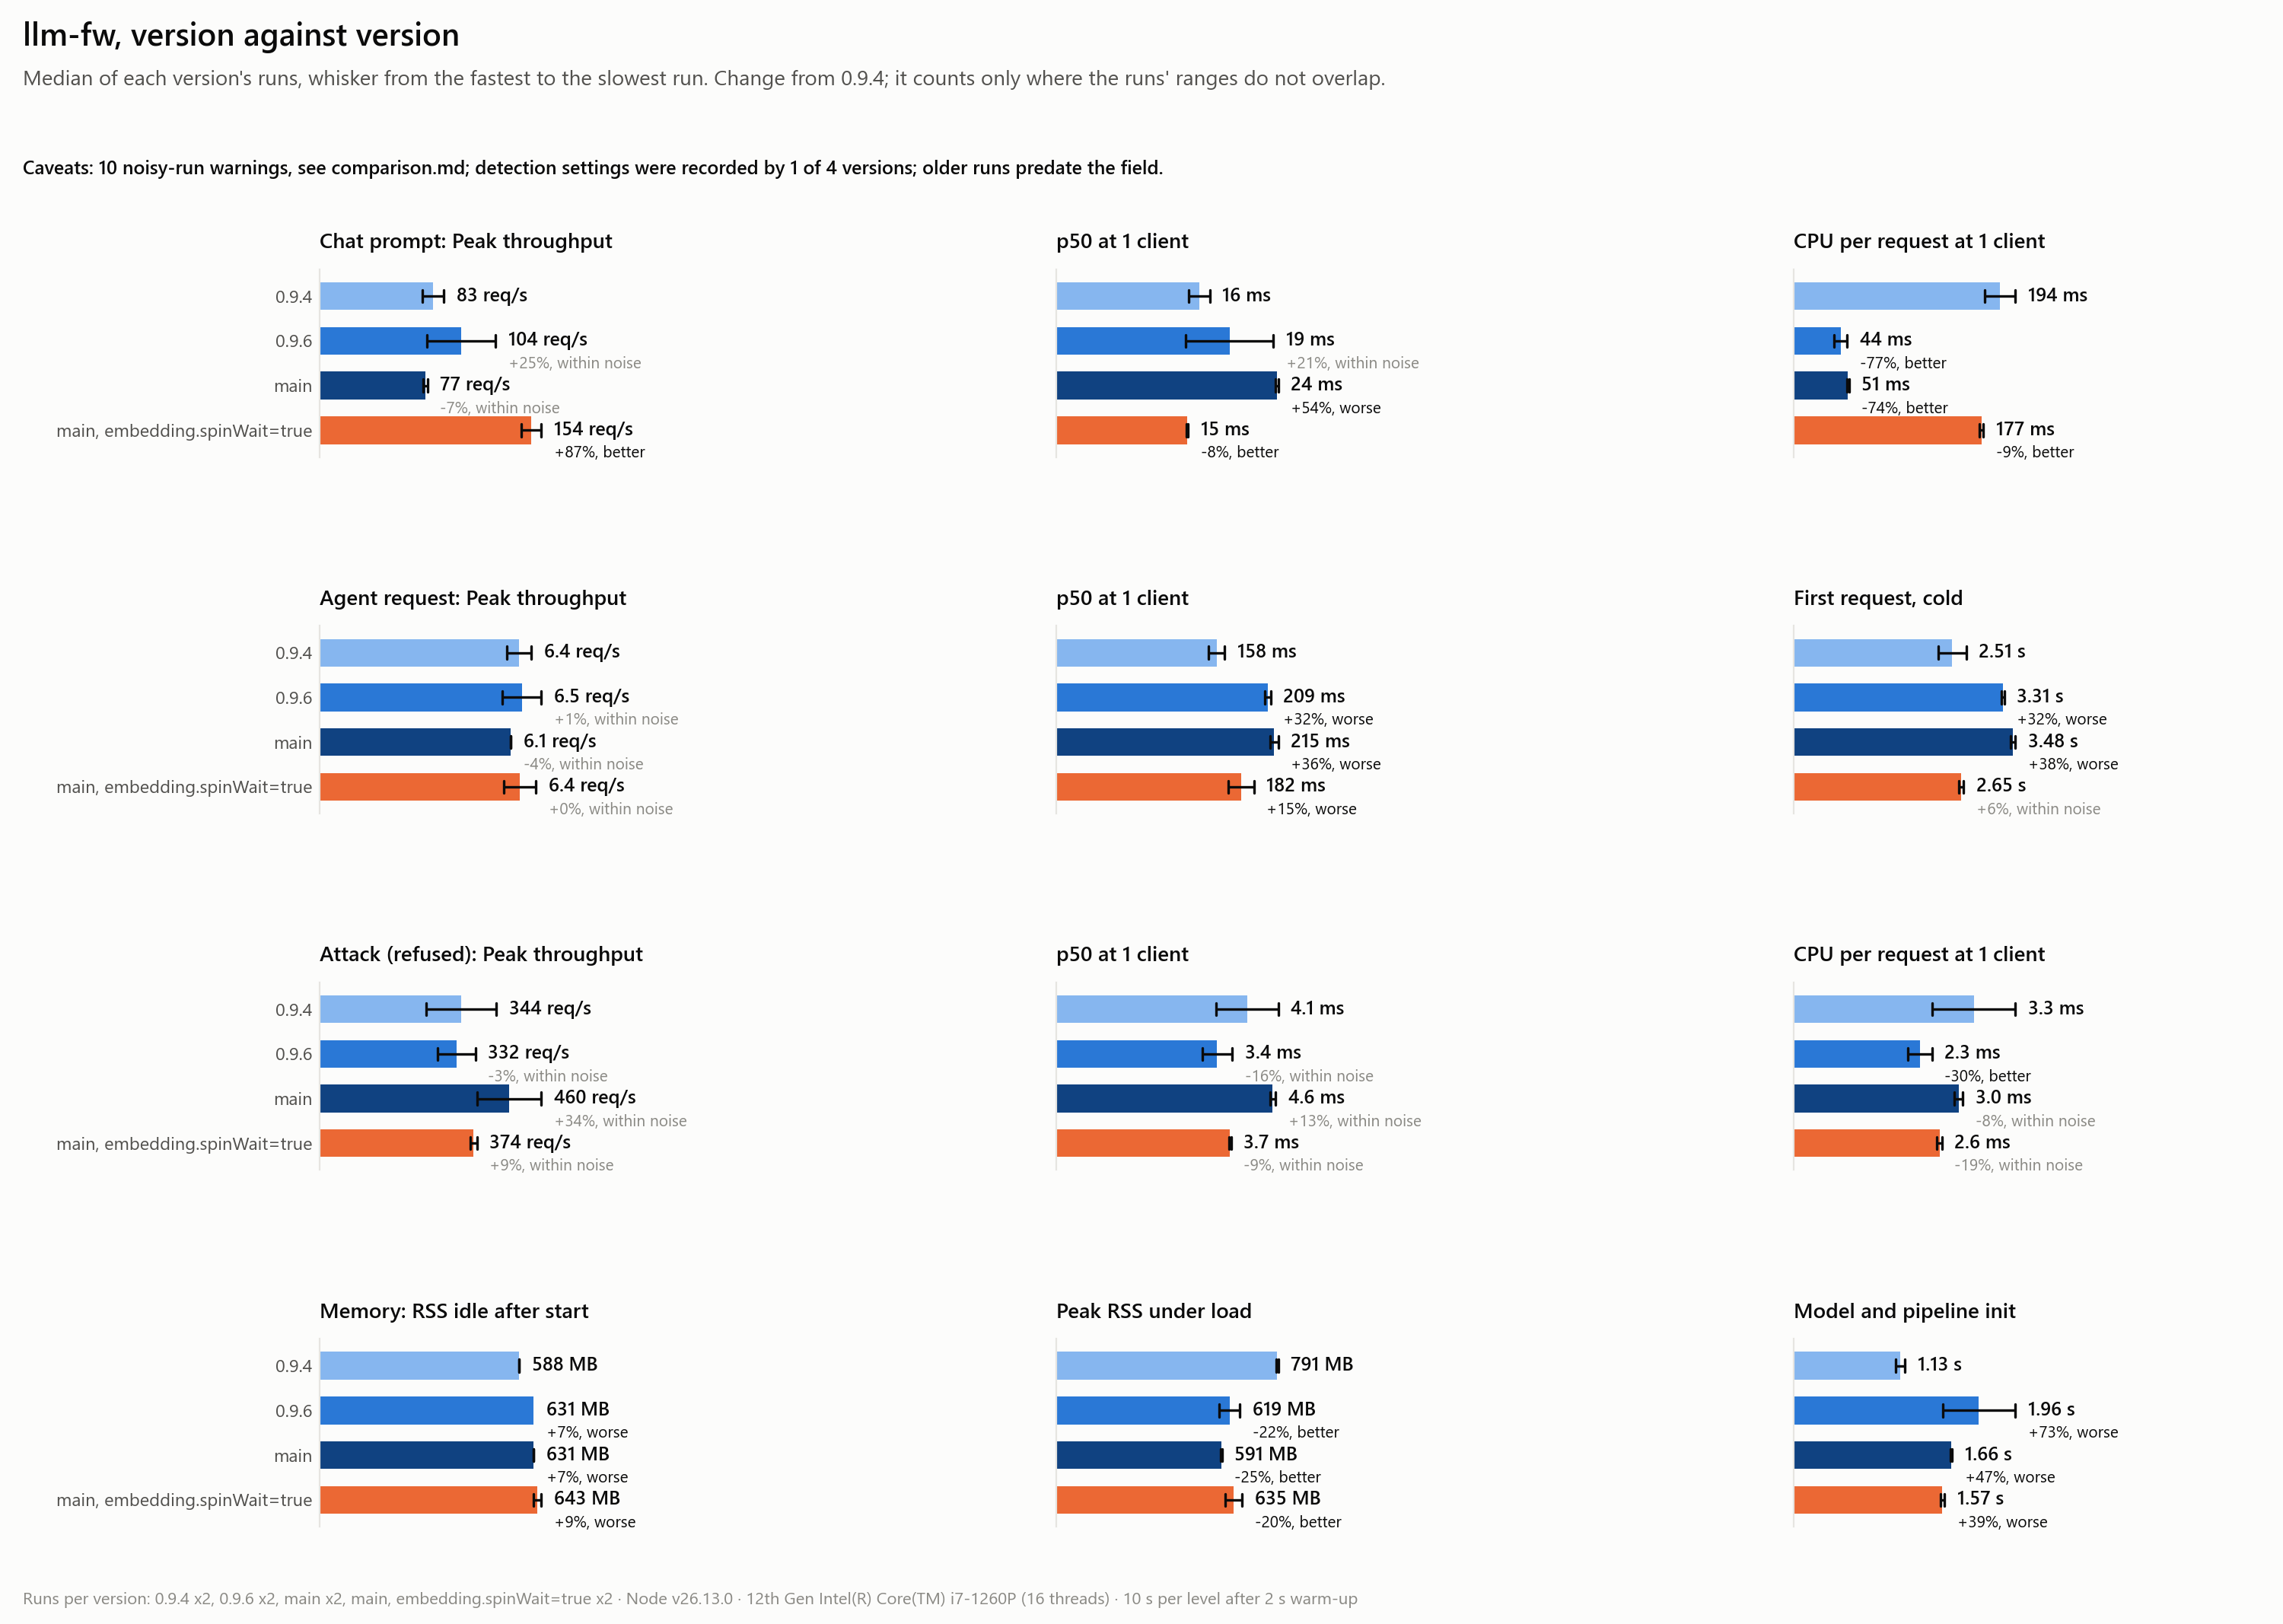 llm-fw, version against version
Median of each version's runs, whisker from the fastest to the slowest run. Change from 0.9.4; it counts only where the runs' ranges do not overlap.
Caveats: 10 noisy-run warnings, see comparison.md; detection settings were recorded by 1 of 4 versions; older runs predate the field.
Chat prompt: Peak throughput
0.9.4
83 req/s
0.9.6
104 req/s
+25%, within noise
main
77 req/s
-7%, within noise
main, embedding.spinWait=true
154 req/s
+87%, better
p50 at 1 client
16 ms
19 ms
+21%, within noise
24 ms
+54%, worse
15 ms
-8%, better
CPU per request at 1 client
194 ms
44 ms
-77%, better
51 ms
-74%, better
177 ms
-9%, better
Agent request: Peak throughput
0.9.4
6.4 req/s
0.9.6
6.5 req/s
+1%, within noise
main
6.1 req/s
-4%, within noise
main, embedding.spinWait=true
6.4 req/s
+0%, within noise
p50 at 1 client
158 ms
209 ms
+32%, worse
215 ms
+36%, worse
182 ms
+15%, worse
First request, cold
2.51 s
3.31 s
+32%, worse
3.48 s
+38%, worse
2.65 s
+6%, within noise
Attack (refused): Peak throughput
0.9.4
344 req/s
0.9.6
332 req/s
-3%, within noise
main
460 req/s
+34%, within noise
main, embedding.spinWait=true
374 req/s
+9%, within noise
p50 at 1 client
4.1 ms
3.4 ms
-16%, within noise
4.6 ms
+13%, within noise
3.7 ms
-9%, within noise
CPU per request at 1 client
3.3 ms
2.3 ms
-30%, better
3.0 ms
-8%, within noise
2.6 ms
-19%, within noise
Memory: RSS idle after start
0.9.4
588 MB
0.9.6
631 MB
+7%, worse
main
631 MB
+7%, worse
main, embedding.spinWait=true
643 MB
+9%, worse
Peak RSS under load
791 MB
619 MB
-22%, better
591 MB
-25%, better
635 MB
-20%, better
Model and pipeline init
1.13 s
1.96 s
+73%, worse
1.66 s
+47%, worse
1.57 s
+39%, worse
Runs per version: 0.9.4 x2, 0.9.6 x2, main x2, main, embedding.spinWait=true x2 · Node v26.13.0 · 12th Gen Intel(R) Core(TM) i7-1260P (16 threads) · 10 s per level after 2 s warm-up